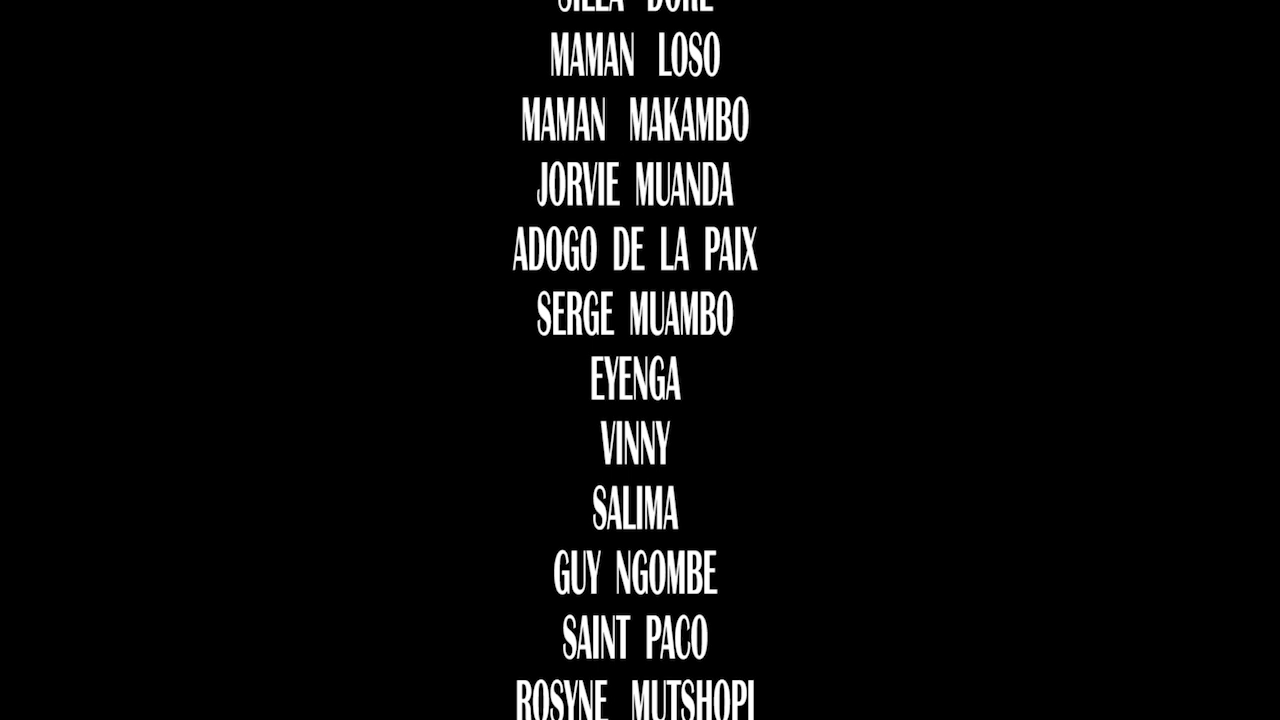 MAMAN LOSO
MAMAN MAKAMBO
JORVIE MUANDA
ADOGO DE LA PAIX
SERGE MUAMBO
EYENGA
VINNY
SALIMA
GUY NGOMBE
SAINT PACO
ROSYNE MUTSHOPI